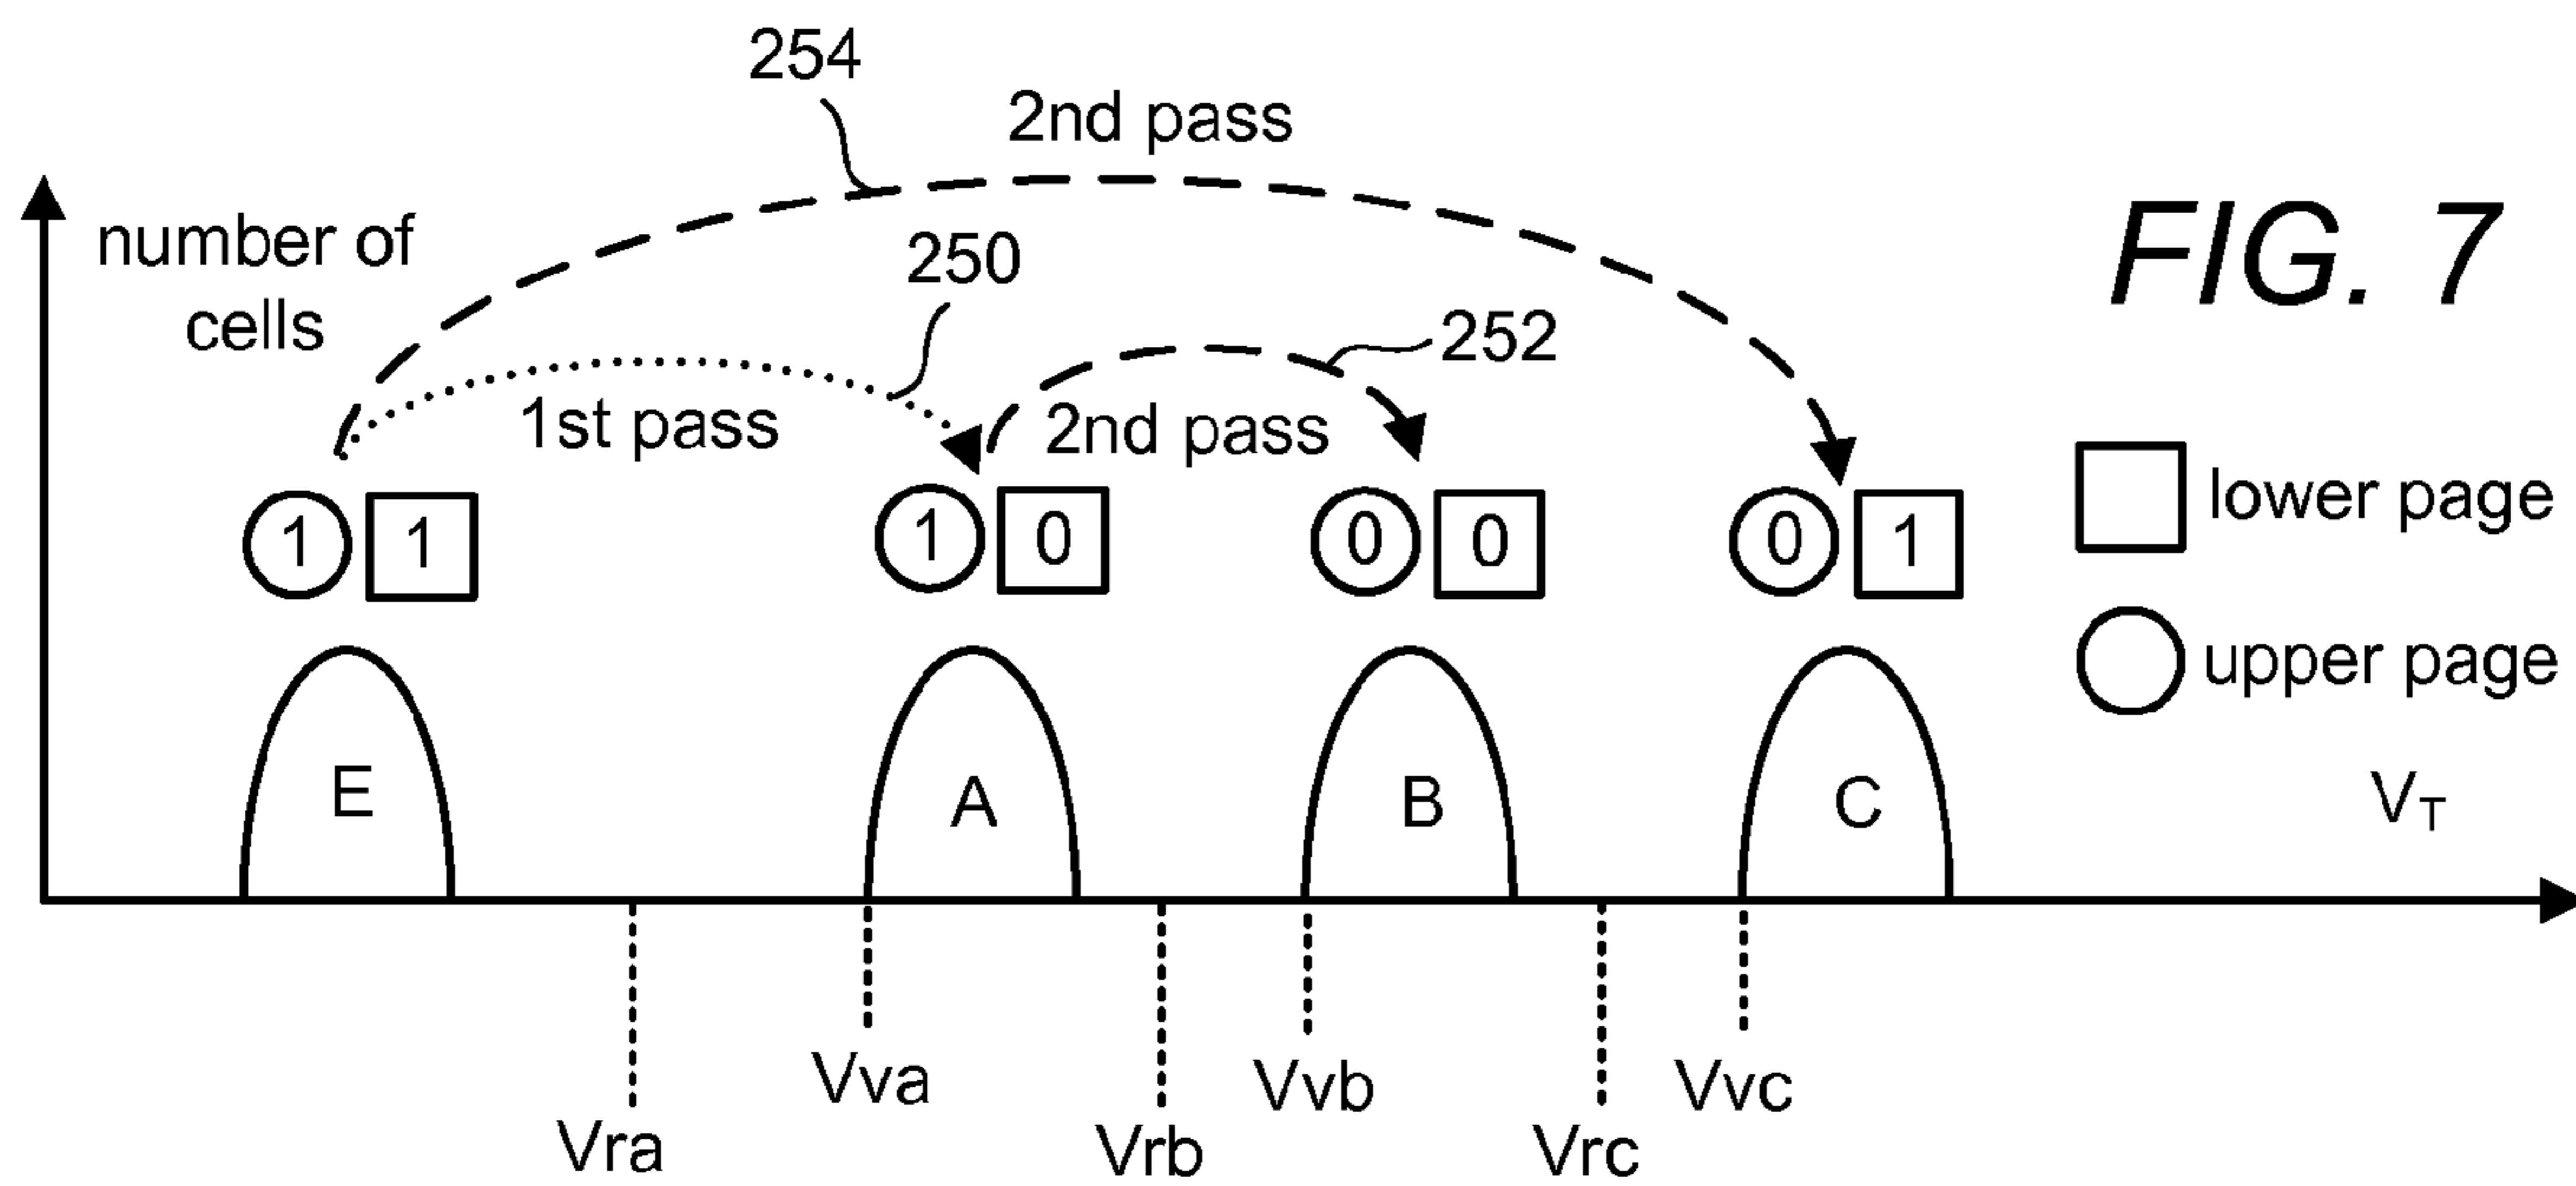 254
2nd pass
FIG. 7
number of
cells
250
252
1st pass
2nd pass
1 1
1 0
0 0
0 1
lower page
upper page
E
A
B
C
VT
Vva
Vvb
Vvc
Vra
Vrb
Vrc